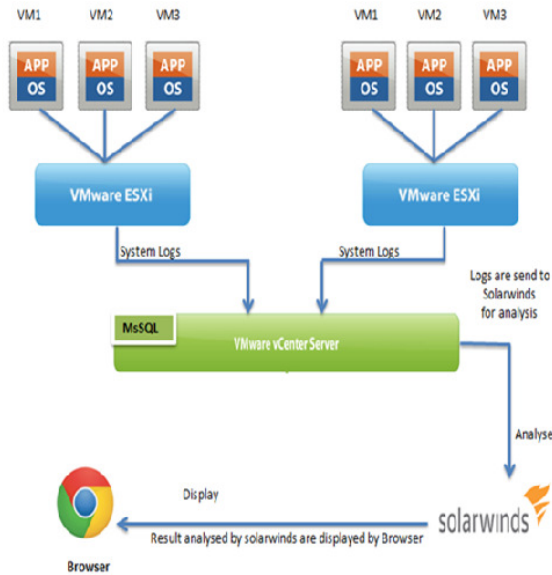 VM1 VM2 VM3
VM1 VM2 VM3
APP APP APP
OS OS OS
APP APP APP
OS OS OS
VMware ESXi
VMware ESXi
System Logs
System Logs
Logs are send to
Solarwinds
for analysis
MsSQL
VMware vCenter Server
Analyse
Display
solarwinds
Result analysed by solarwinds are displayed by Browser
Browser